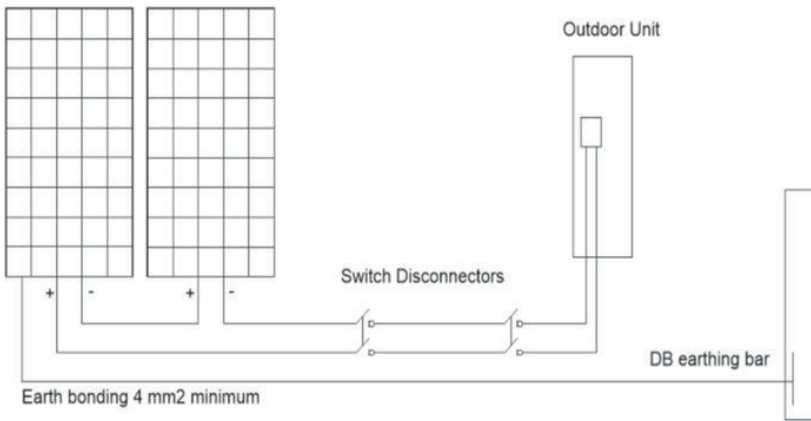 Outdoor Unit
Switch Disconnectors
+ - + -
DB earthing bar
Earth bonding 4 mm2 minimum